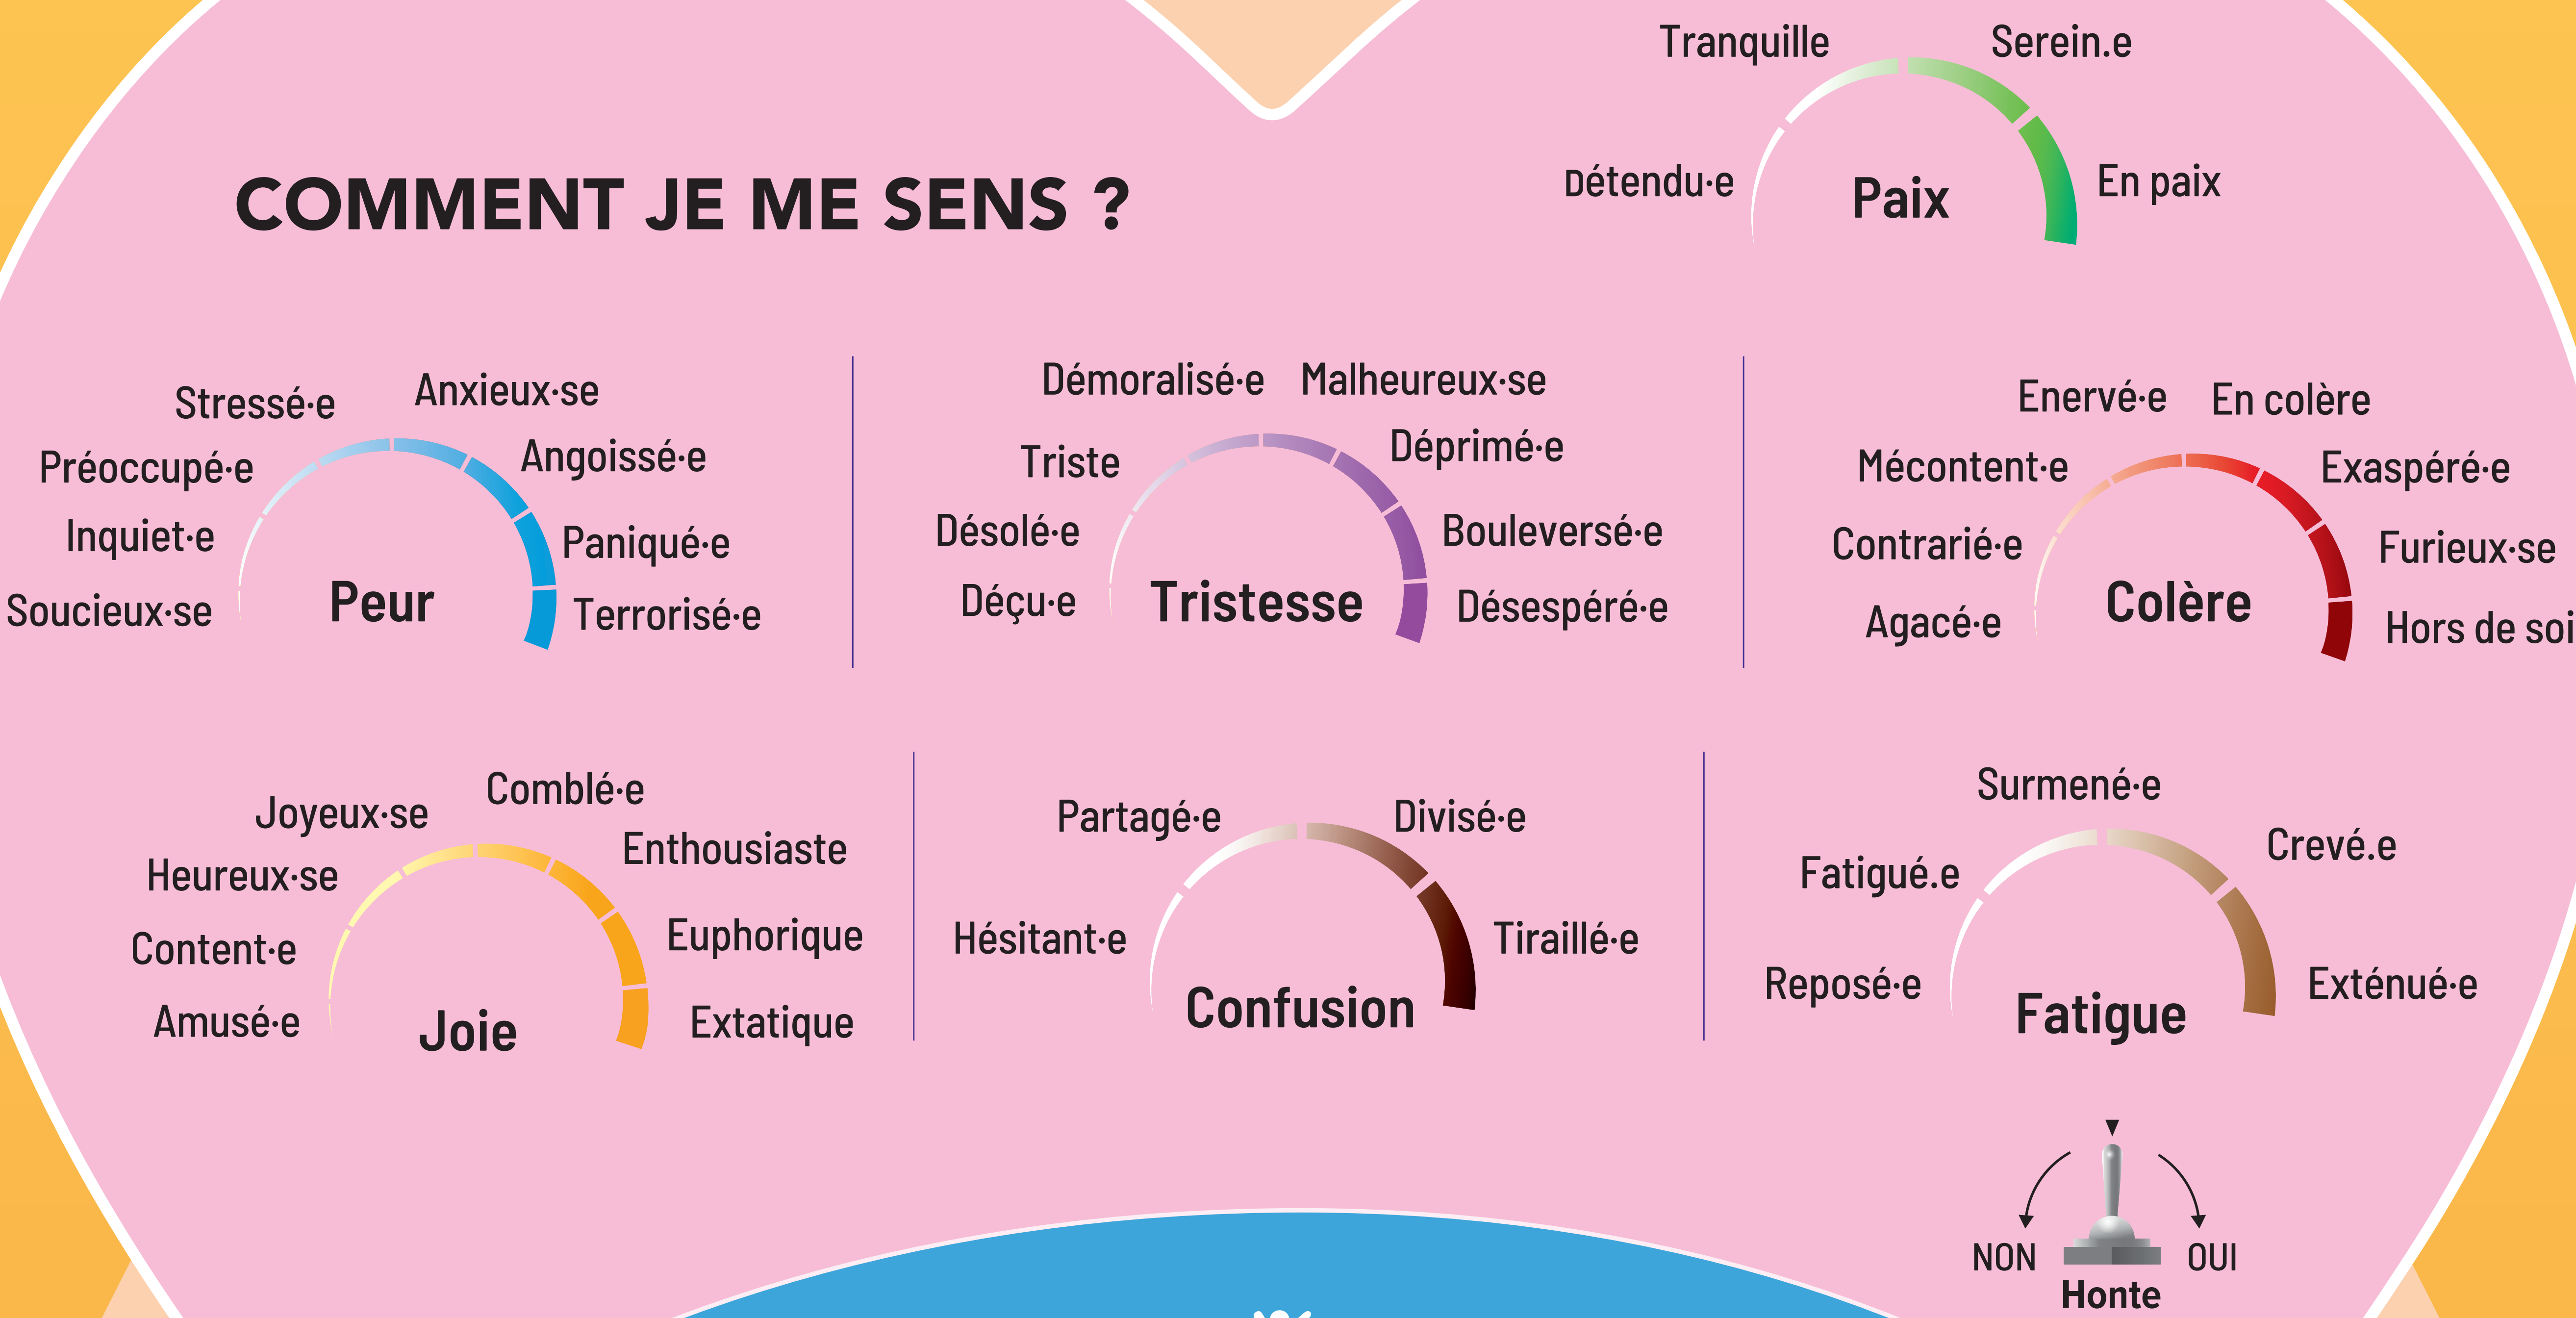 COMMENT JE ME SENS ?
Tranquille
Serein.e
Détendu·e
En paix
Paix
Stressé·e
Anxieux·se
Préoccupé·e
Angoissé·e
Inquiet·e
Paniqué·e
Soucieux·se
Terrorisé·e
Peur
Démoralisé·e
Malheureux·se
Triste
Déprimé·e
Désolé·e
Bouleversé·e
Déçu·e
Désespéré·e
Tristesse
Enervé·e
En colère
Mécontent·e
Exaspéré·e
Contrarié·e
Furieux·se
Agacé·e
Hors de soi
Colère
Joyeux·se
Comblé·e
Heureux·se
Enthousiaste
Content·e
Euphorique
Amusé·e
Extatique
Joie
Partagé·e
Divisé·e
Hésitant·e
Tiraillé·e
Confusion
Surmené·e
Crevé.e
Fatigué.e
Reposé·e
Exténué·e
Fatigue
NON
OUI
Honte